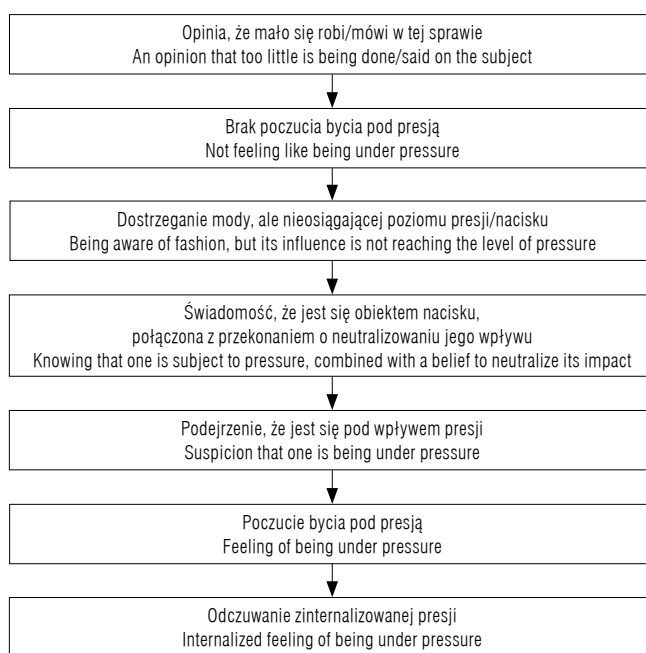 Opinia, że mało się robi/mówi w tej sprawie
An opinion that too little is being done/said on the subject
Brak poczucia bycia pod presją
Not feeling like being under pressure
Dostrzeganie mody, ale nieosiągającej poziomu presji/nacisku
Being aware of fashion, but its influence is not reaching the level of pressure
Świadomość, że jest się obiektem nacisku,
połączona z przekonaniem o neutralizowaniu jego wpływu
Knowing that one is subject to pressure, combined with a belief to neutralize its impact
Podejrzenie, że jest się pod wpływem presji
Suspicion that one is being under pressure
Poczucie bycia pod presją
Feeling of being under pressure
Odczuwanie zinternalizowanej presji
Internalized feeling of being under pressure